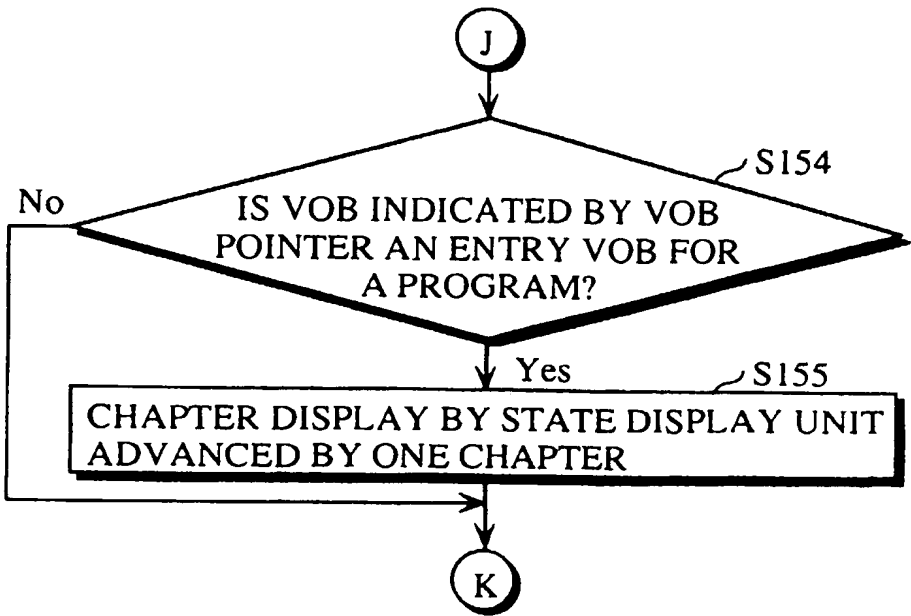 J
S154
No
IS VOB INDICATED BY VOB
POINTER AN ENTRY VOB FOR
A PROGRAM?
Yes
S155
CHAPTER DISPLAY BY STATE DISPLAY UNIT
ADVANCED BY ONE CHAPTER
K